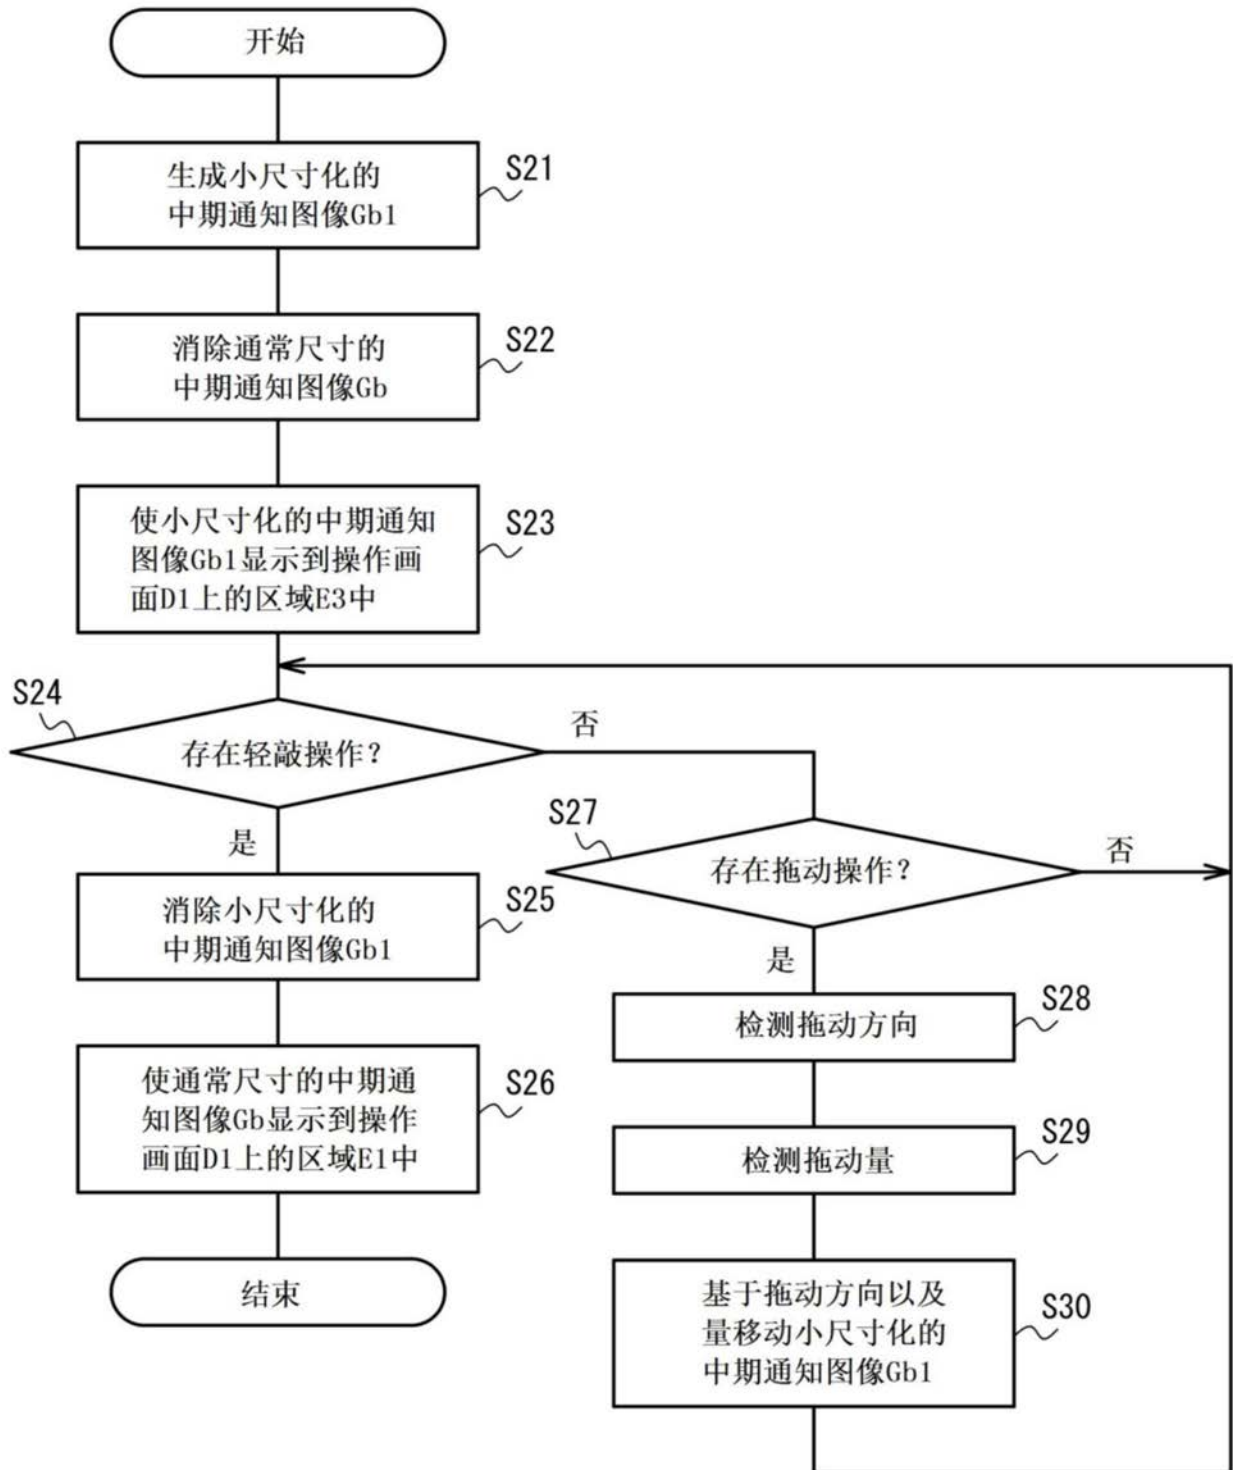 开始
生成小尺寸化的
中期通知图像Gb1
S21
消除通常尺寸的
中期通知图像Gb
S22
使小尺寸化的中期通知
图像Gb1显示到操作画
面D1上的区域E3中
S23
S24
存在轻敲操作?
否
是
S27
存在拖动操作?
否
是
消除小尺寸化的
中期通知图像Gb1
S25
使通常尺寸的中期通
知图像Gb显示到操作
画面D1上的区域E1中
S26
结束
检测拖动方向
S28
检测拖动量
S29
基于拖动方向以及
量移动小尺寸化的
中期通知图像Gb1
S30